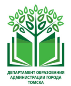 ДЕПАРТАМЕНТ ОБРАЗОВАНИЯ
АДМИНИСТРАЦИИ ГОРОДА
ТОМСКА